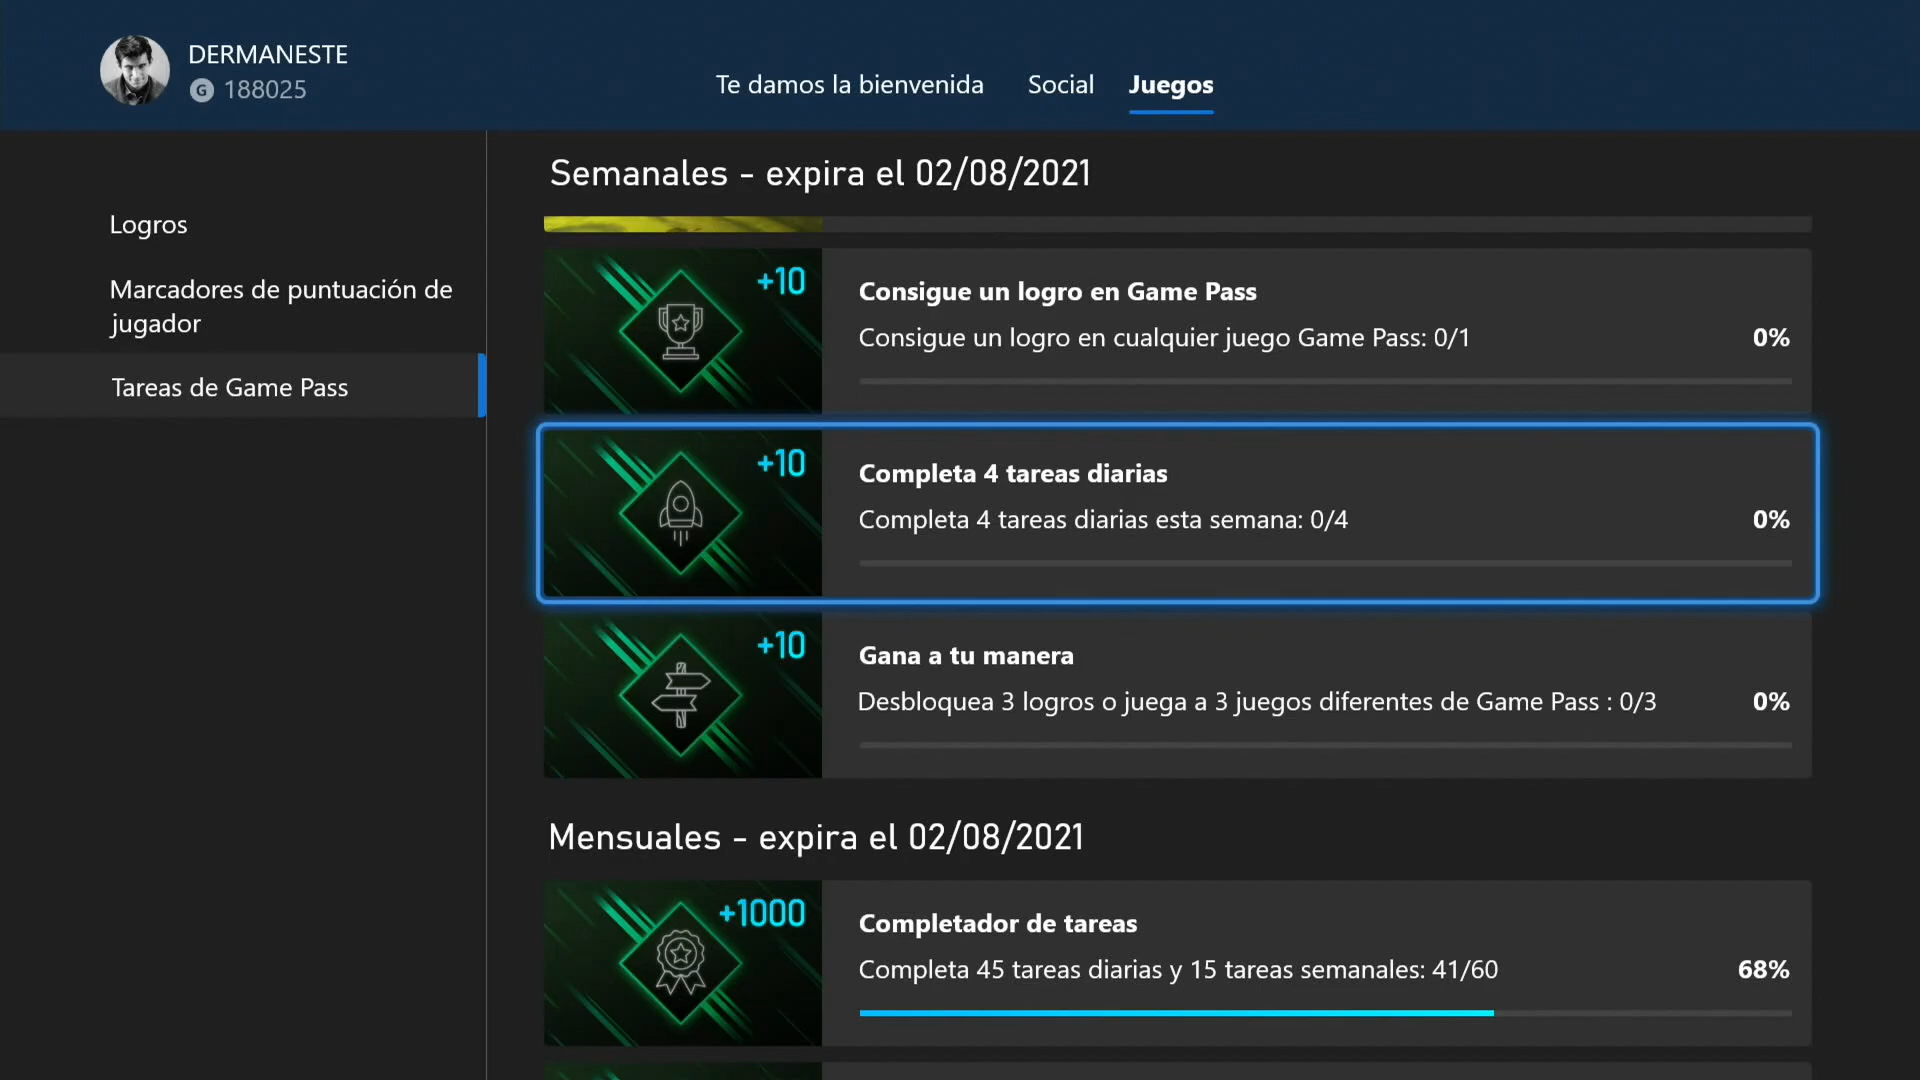 DERMANESTE
G 188025
Te damos la bienvenida
Social
Juegos
Logros
Marcadores de puntuación de
jugador
Tareas de Game Pass
Semanales - expira el 02/08/2021
+10
Consigue un logro en Game Pass
Consigue un logro en cualquier juego Game Pass: 0/1
0%
+10
Completa 4 tareas diarias
Completa 4 tareas diarias esta semana: 0/4
0%
+10
Gana a tu manera
Desbloquea 3 logros o juega a 3 juegos diferentes de Game Pass : 0/3
0%
Mensuales - expira el 02/08/2021
+1000
Completador de tareas
Completa 45 tareas diarias y 15 tareas semanales: 41/60
68%